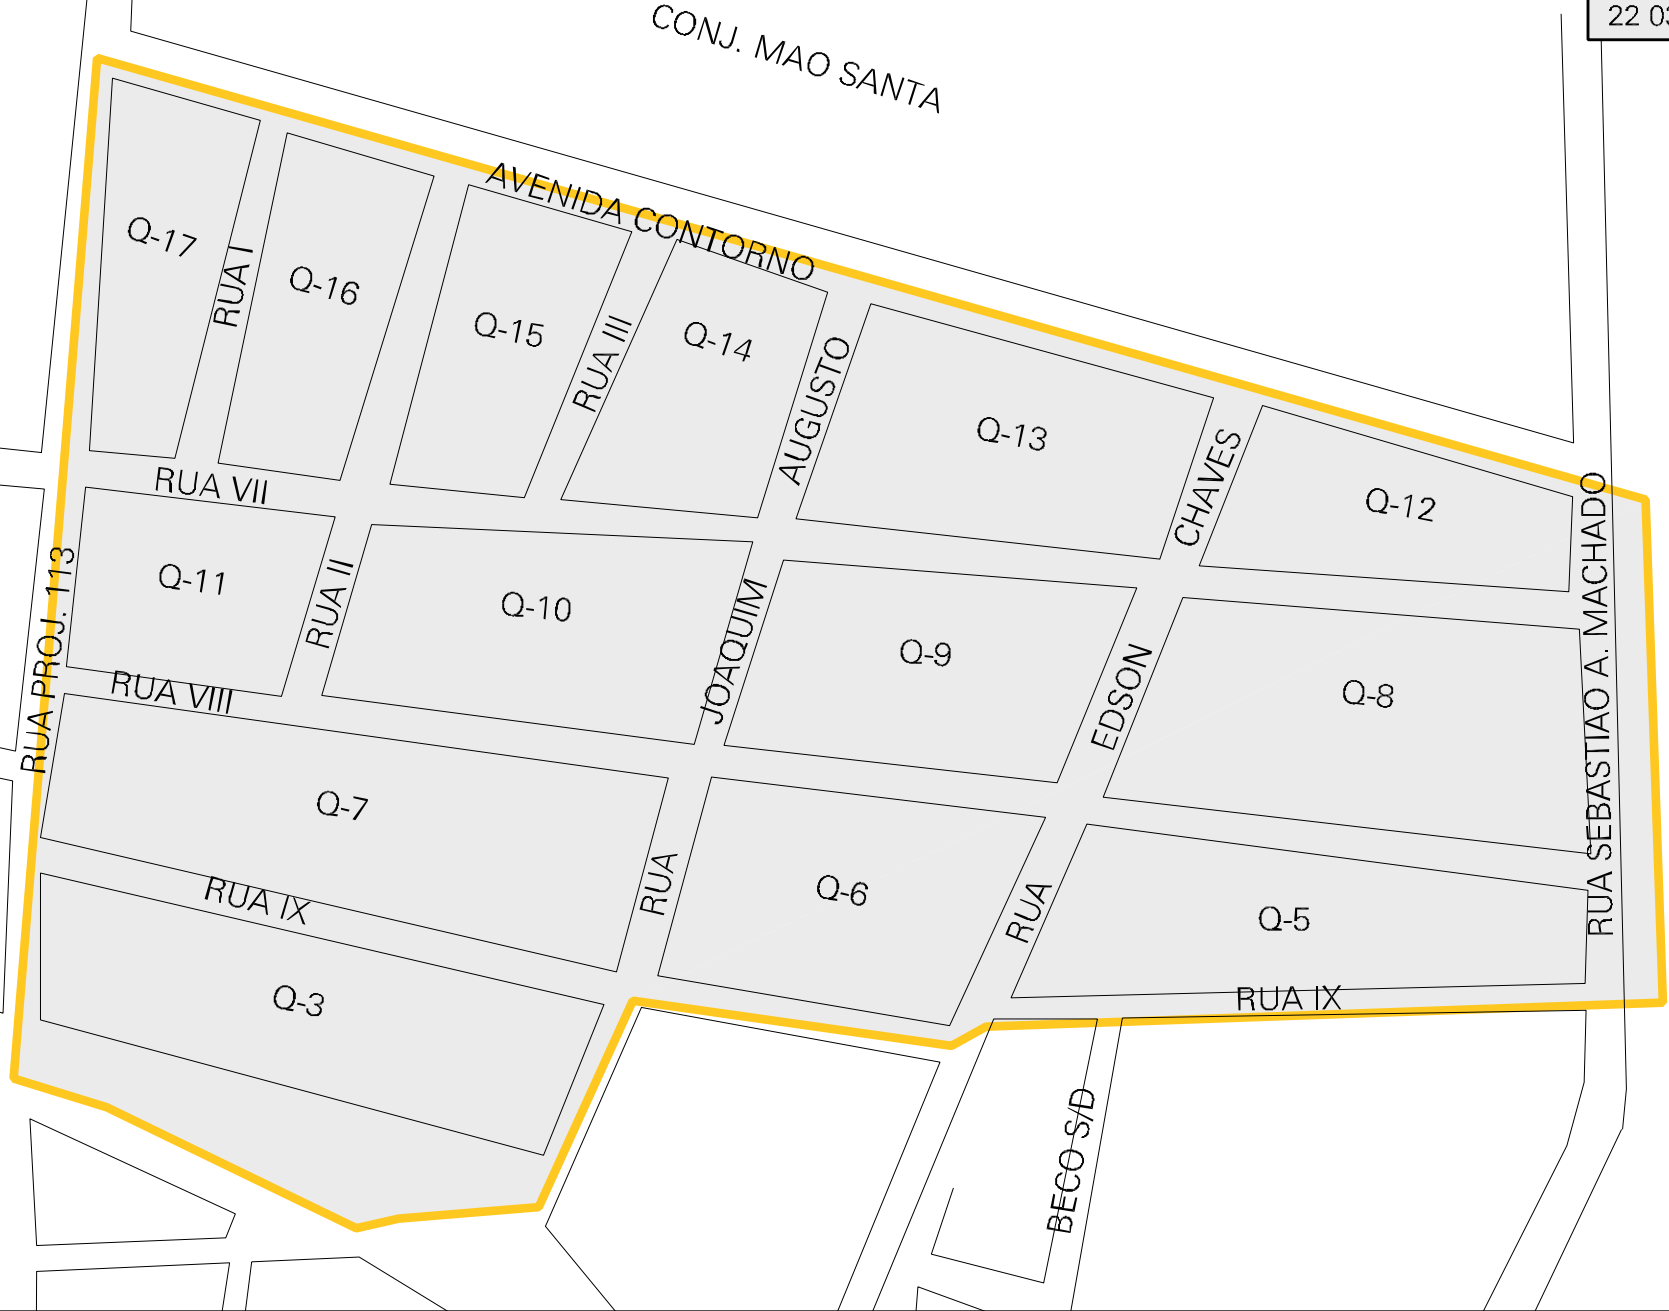 CONJ. MAO SANTA
22 03
AVENIDA CONTORNO
Q-17
RUA I
Q-16
Q-15
RUA III
Q-14
AUGUSTO
Q-13
CHAVES
Q-12
RUA VII
RUA PROJ. 113
Q-11
RUA II
Q-10
JOAQUIM
Q-9
EDSON
Q-8
RUA SEBASTIAO A. MACHADO
RUA VIII
Q-7
RUA
Q-6
RUA
Q-5
RUA IX
Q-3
RUA IX
BECO S/D